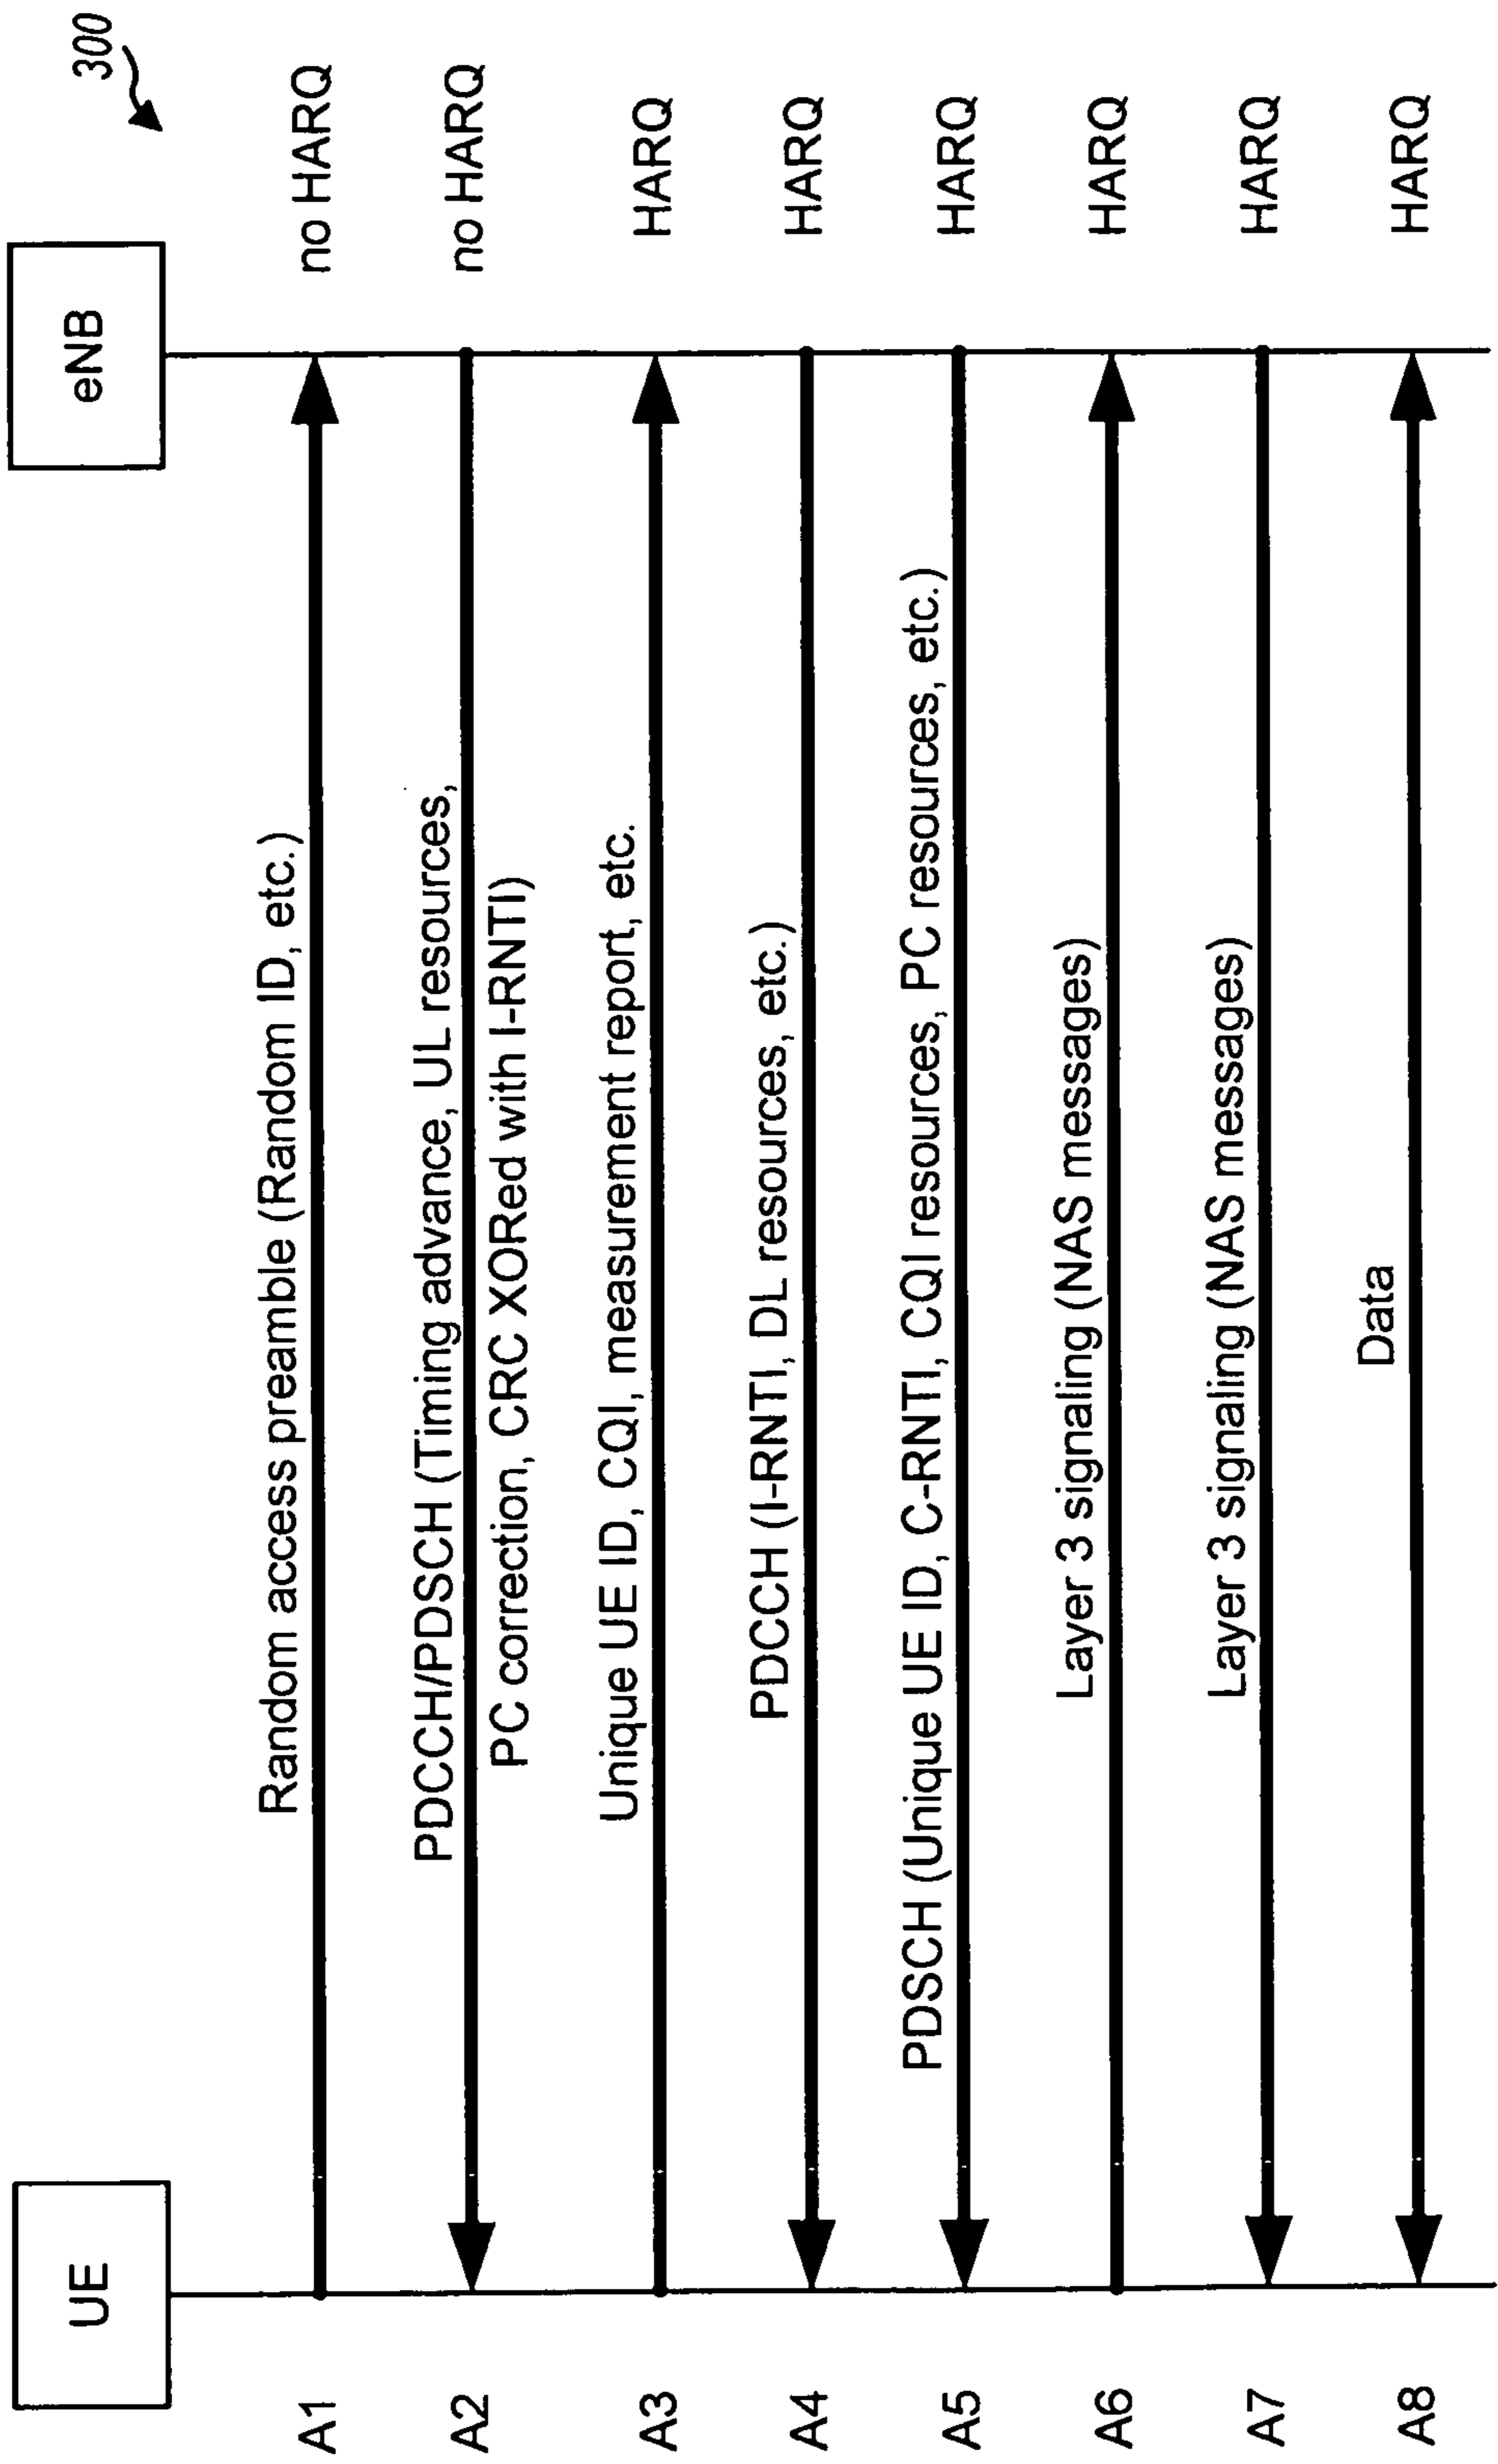 300
UE
eNB
A1
Random access preamble (Random ID, etc.)
no HARQ
A2
PDCCH/PDSCH (Timing advance, UL resources,
PC correction, CRC XORed with I-RNTI)
no HARQ
A3
Unique UE ID, CQI, measurement report, etc.
HARQ
A4
PDCCH (I-RNTI, DL resources, etc.)
HARQ
A5
PDSCH (Unique UE ID, C-RNTI, CQI resources, PC resources, etc.)
HARQ
A6
Layer 3 signaling (NAS messages)
HARQ
A7
Layer 3 signaling (NAS messages)
HARQ
A8
Data
HARQ